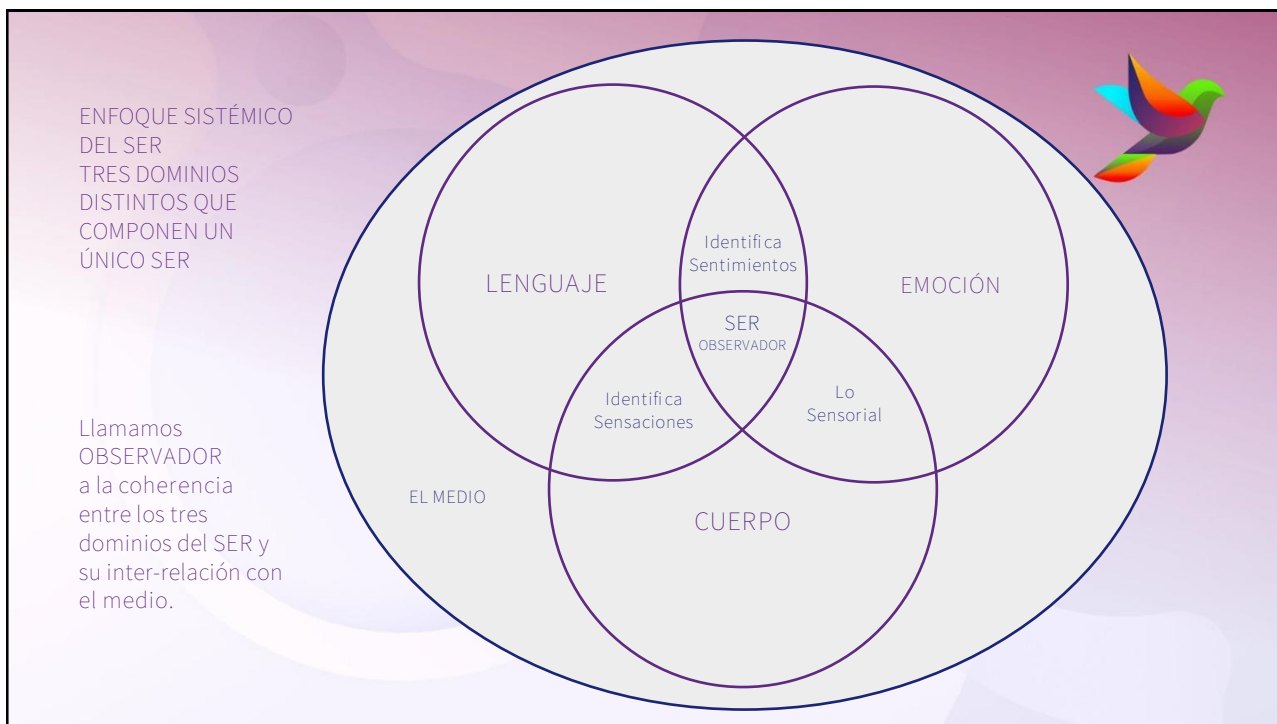 ENFOQUE SISTÉMICO
DEL SER
TRES DOMINIOS
DISTINTOS QUE
COMPONEN UN
ÚNICO SER
Llamamos
OBSERVADOR
a la coherencia
entre los tres
dominios del SER y
su inter-relación con
el medio.
Identifica
Sentimientos
LENGUAJE
EMOCIÓN
SER
OBSERVADOR
Identifica
Sensaciones
Lo
Sensorial
EL MEDIO
CUERPO